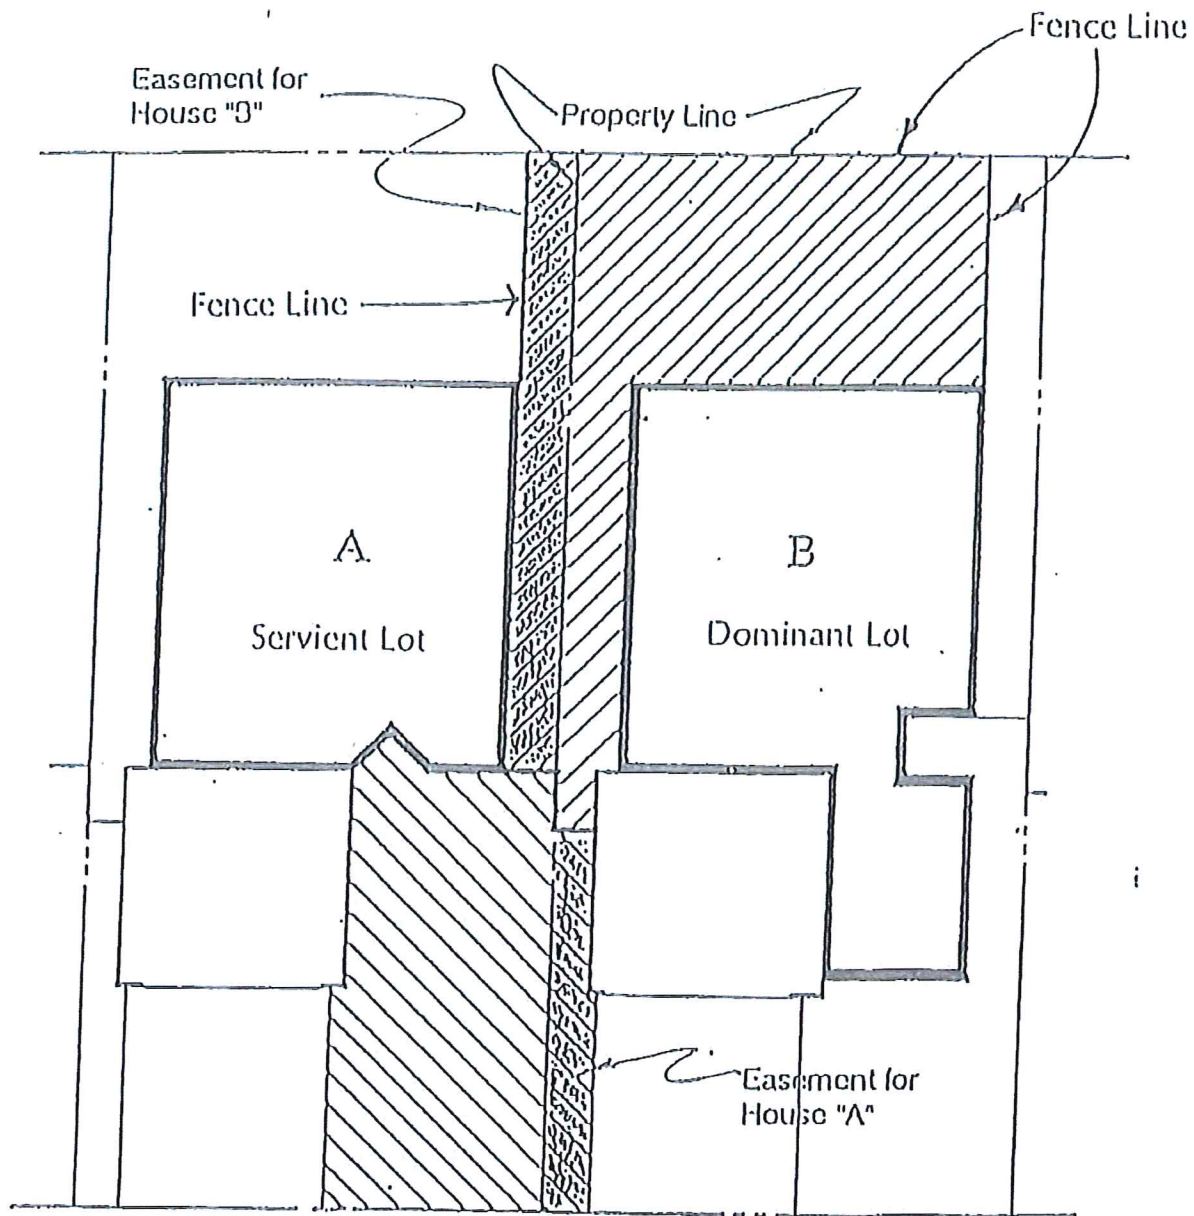 Fence Line
Easement for
House "B"
Property Line
Fence Line
A
Servient Lot
B
Dominant Lot
Easement for
House "A"